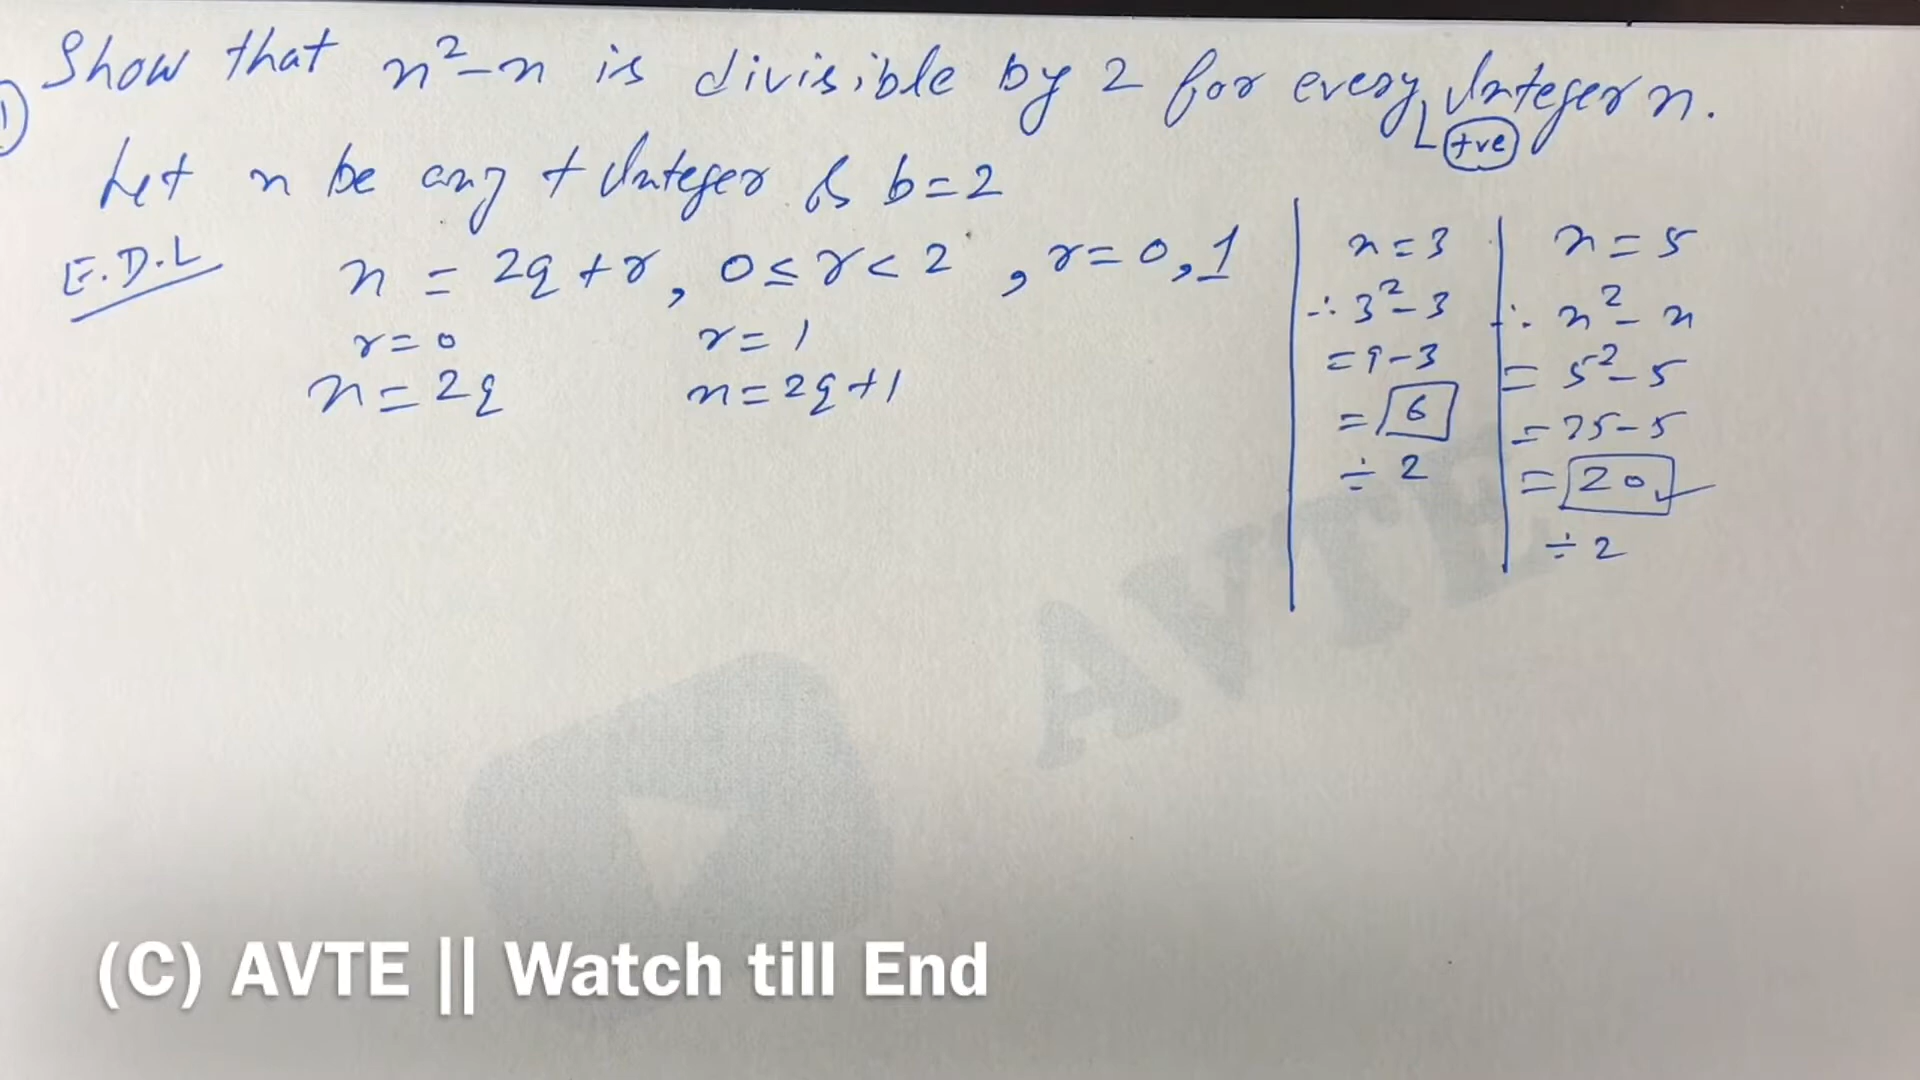 1) Show that n²-n is divisible by 2 for every +ve Integer n.
Let n be any + Integer & b=2
E.D.L n = 2q+r, 0≤r<2, r=0,1
r=0 r=1
n=2q n=2q+1
n=3
∴ 3²-3
=9-3
=6
÷2
n=5
∴ n²-n
= 5²-5
=25-5
=20
÷2
AVTE
(C) AVTE || Watch till End